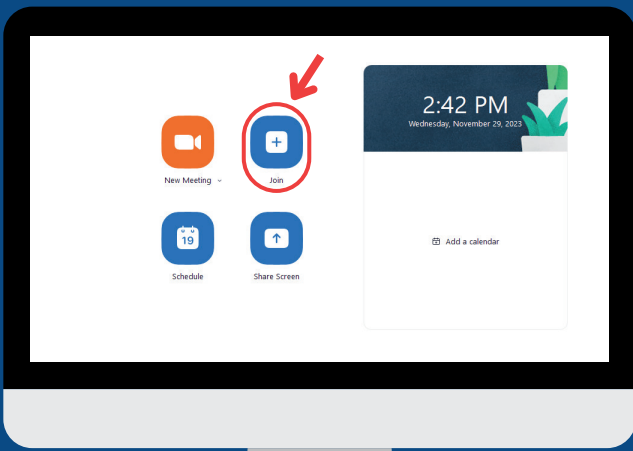 2:42 PM
Wednesday, November 29, 2023
New Meeting
Join
19
Schedule
Share Screen
Add a calendar